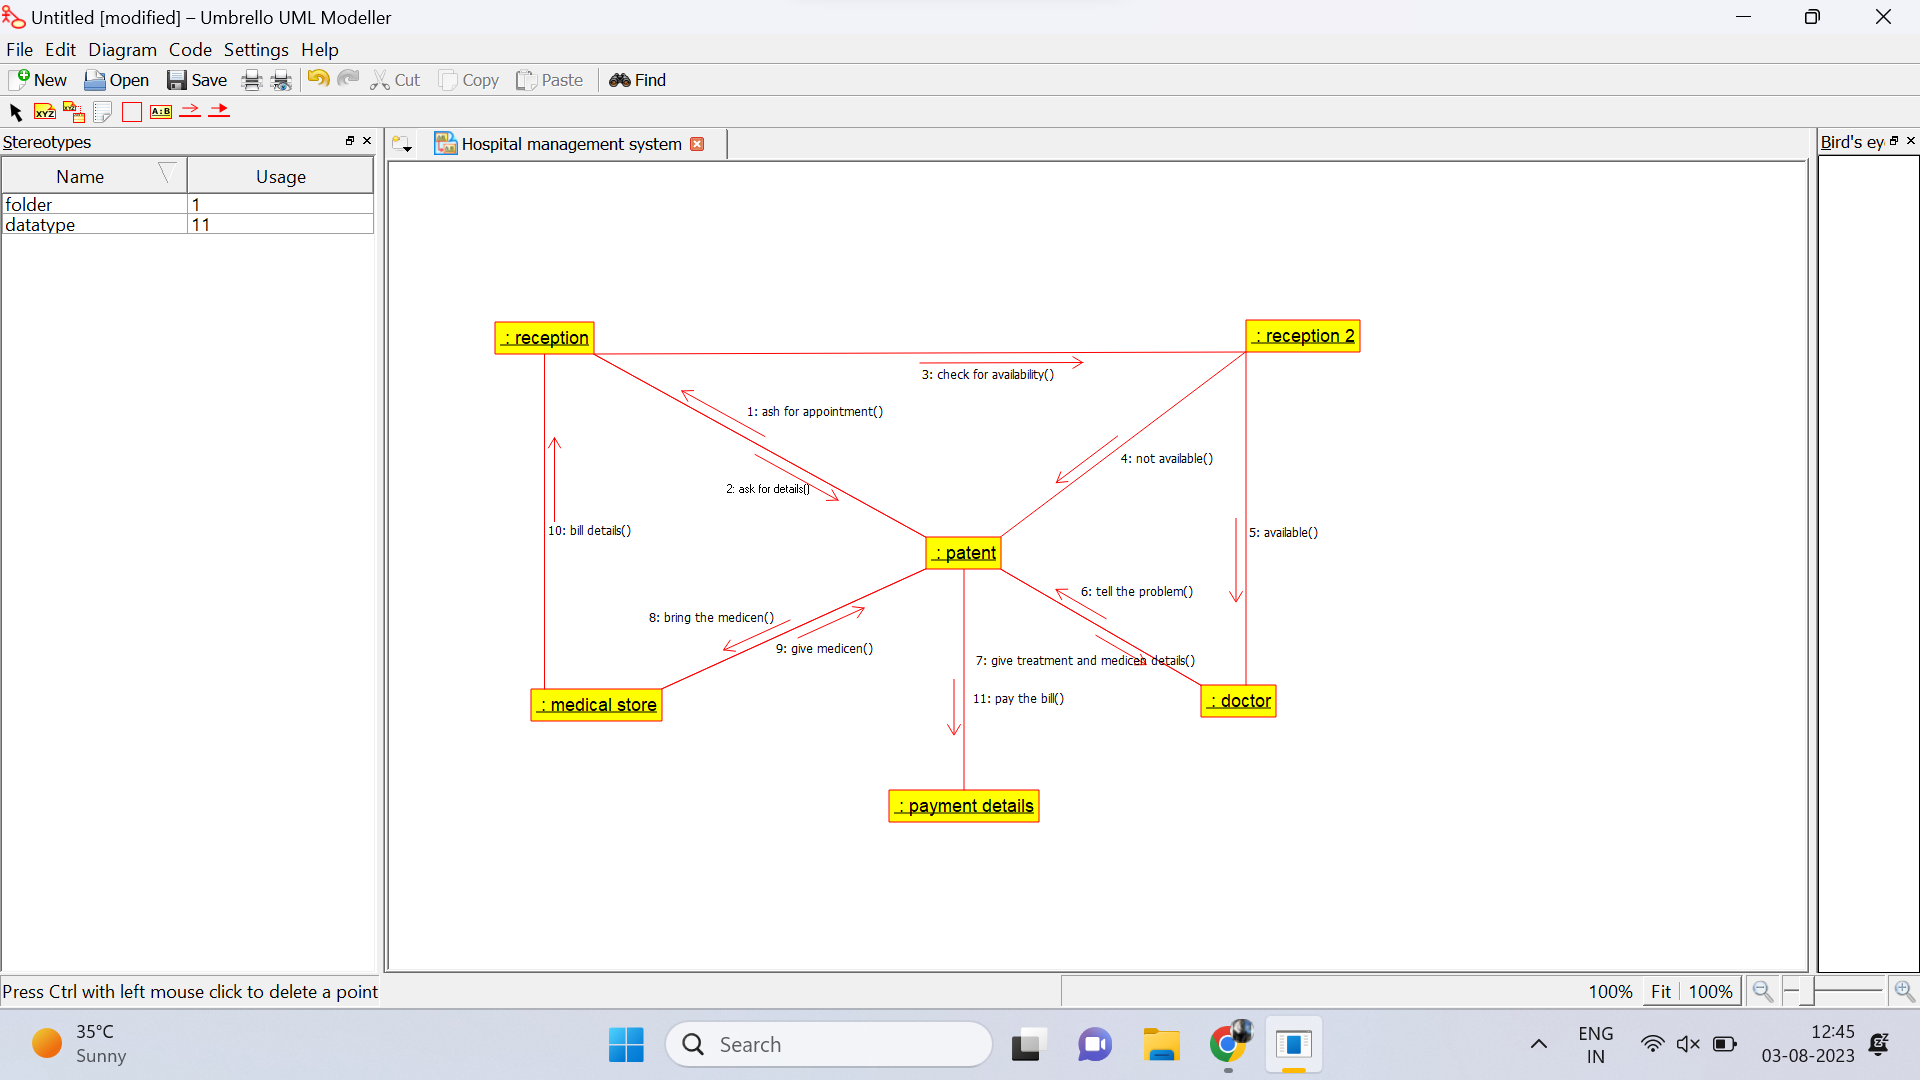 Untitled [modified] – Umbrello UML Modeller
File Edit Diagram Code Settings Help
New Open Save Cut Copy Paste Find
XYZ XYZ A:B
Stereotypes
Hospital management system
Bird's ey
Name Usage
folder 1
datatype 11
: reception
: reception 2
3: check for availability()
1: ash for appointment()
4: not available()
2: ask for details()
10: bill details()
5: available()
: patent
6: tell the problem()
8: bring the medicen()
9: give medicen()
7: give treatment and medicen details()
11: pay the bill()
: medical store
: doctor
: payment details
Press Ctrl with left mouse click to delete a point
100% Fit 100%
35°C
Sunny
Search
ENG
IN
12:45
03-08-2023